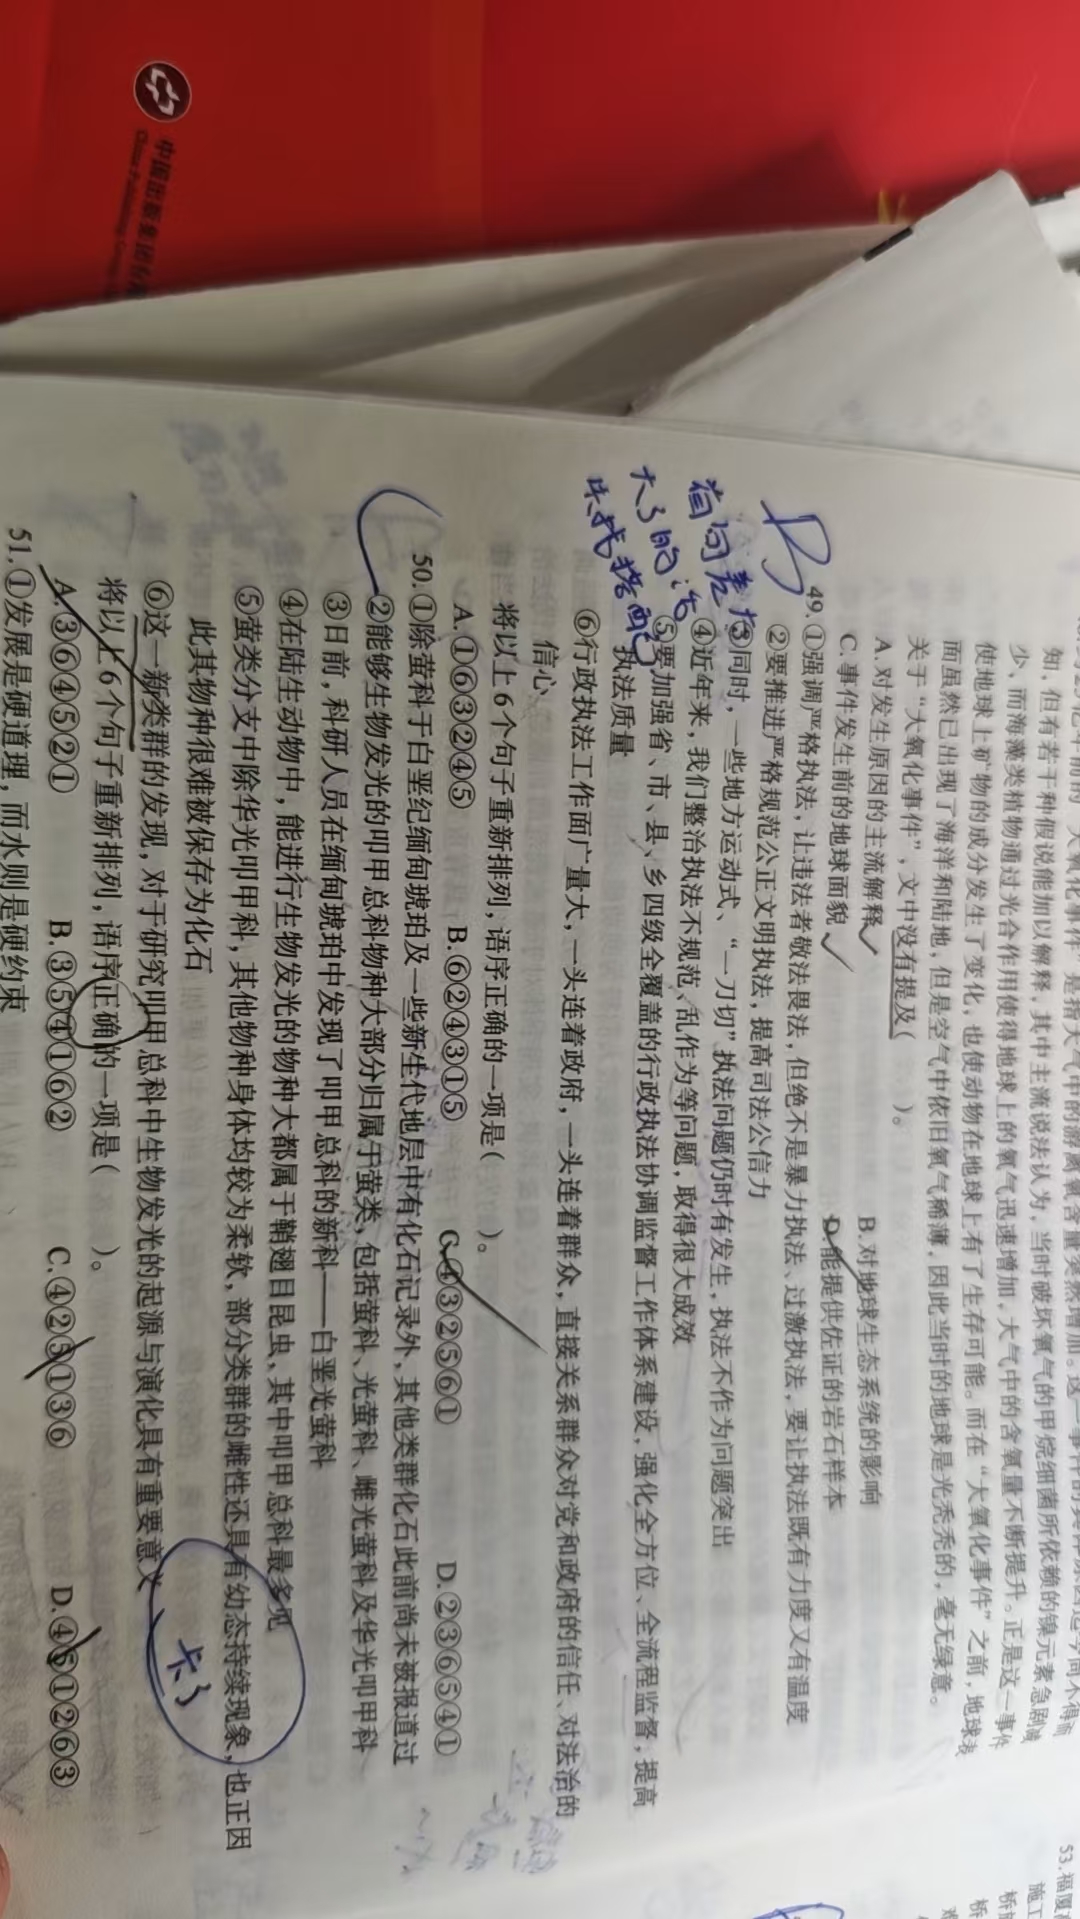 中国出版集团有
知，但有若干种假说能加以解释，其中主流说法认为，当时破坏氧气的甲烷细菌所依赖的镍元素急剧减
少，而海藻类植物通过光合作用使得地球上的氧气迅速增加，大气中的含氧量不断提升。正是这一事件
使地球上矿物的成分发生了变化，也使动物在地球上有了生存可能。而在“大氧化事件”之前，地球表
面虽然已出现了海洋和陆地，但是空气中依旧氧气稀薄，因此当时的地球是光秃秃的，毫无绿意。
关于“大氧化事件”，文中没有提及(　　)。
A.对发生原因的主流解释 B.对地球生态系统的影响
C.事件发生前的地球面貌 D.能提供佐证的岩石样本
49.①强调严格执法，让违法者敬法畏法，但绝不是暴力执法、过激执法，要让执法既有力度又有温度
②要推进严格规范公正文明执法，提高司法公信力
③同时，一些地方运动式、“一刀切”执法问题仍时有发生，执法不作为问题突出
④近年来，我们整治执法不规范、乱作为等问题，取得很大成效
⑤要加强省、市、县、乡四级全覆盖的行政执法协调监督工作体系建设，强化全方位、全流程监督，提高
执法质量
⑥行政执法工作面广量大，一头连着政府，一头连着群众，直接关系群众对党和政府的信任、对法治的
信心
将以上6个句子重新排列，语序正确的一项是(　　)。
A.①⑥③②④⑤ B.⑥②④③①⑤ C.④③②⑤⑥① D.②③⑥⑤④①
50.①除萤科于白垩纪缅甸琥珀及一些新生代地层中有化石记录外，其他类群化石此前尚未被报道过
②能够生物发光的叩甲总科物种大部分归属于萤类，包括萤科、光萤科、雌光萤科及华光叩甲科
③日前，科研人员在缅甸琥珀中发现了叩甲总科的新科——白垩光萤科
④在陆生动物中，能进行生物发光的物种大都属于鞘翅目昆虫，其中叩甲总科最多见
⑤萤类分支中除华光叩甲科，其他物种身体均较为柔软，部分类群的雌性还具有幼态持续现象，也正因
此其物种很难被保存为化石
⑥这一新类群的发现，对于研究叩甲总科中生物发光的起源与演化具有重要意义
将以上6个句子重新排列，语序正确的一项是(　　)。
A.③⑥④⑤②① B.③⑤④①⑥② C.④②⑤①③⑥ D.④⑤①②⑥③
51.①发展是硬道理，而水则是硬约束
53.福厦
施工